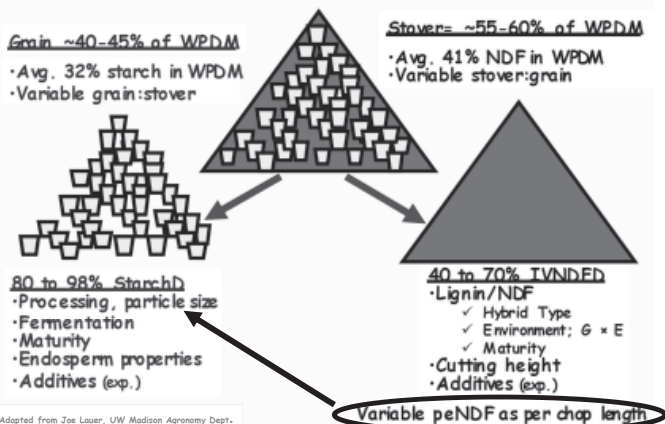 Grain ~40-45% of WPDM
·Avg. 32% starch in WPDM
·Variable grain:stover
Stover= ~55-60% of WPDM
·Avg. 41% NDF in WPDM
·Variable stover:grain
80 to 98% StarchD
·Processing, particle size
·Fermentation
·Maturity
·Endosperm properties
·Additives (exp.)
40 to 70% IVNDFD
·Lignin/NDF
✓ Hybrid Type
✓ Environment; G × E
✓ Maturity
·Cutting height
·Additives (exp.)
Variable peNDF as per chop length
Adapted from Joe Lauer, UW Madison Agronomy Dept.